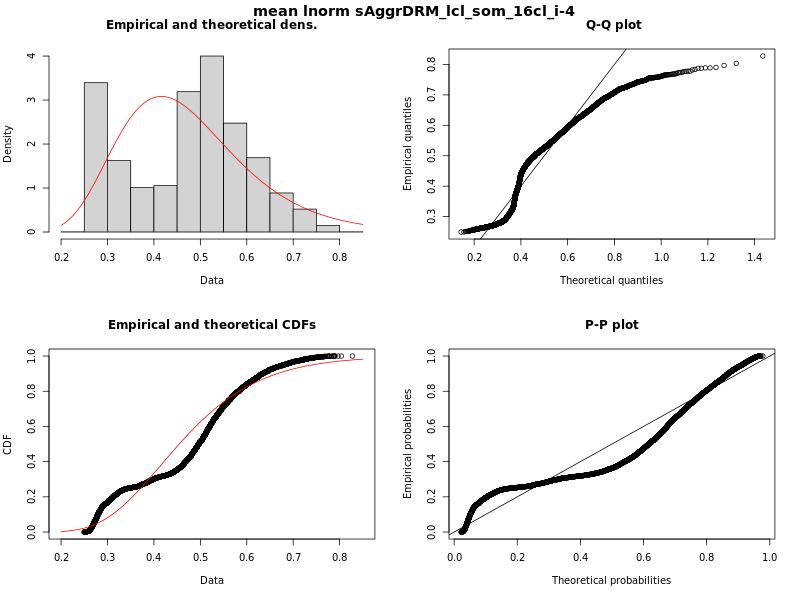 mean lnorm sAggrDRM_lcl_som_16cl_i-4
Empirical and theoretical dens.
Density
0 1 2 3 4
0.2 0.3 0.4 0.5 0.6 0.7 0.8
Data
Q-Q plot
Empirical quantiles
0.3 0.4 0.5 0.6 0.7 0.8
0.2 0.4 0.6 0.8 1.0 1.2 1.4
Theoretical quantiles
Empirical and theoretical CDFs
CDF
0.0 0.2 0.4 0.6 0.8 1.0
0.2 0.3 0.4 0.5 0.6 0.7 0.8
Data
P-P plot
Empirical probabilities
0.0 0.2 0.4 0.6 0.8 1.0
0.0 0.2 0.4 0.6 0.8 1.0
Theoretical probabilities